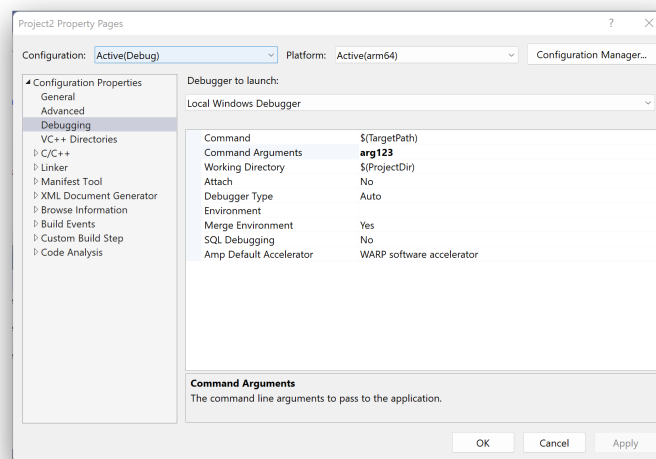 Project2 Property Pages
?
Configuration: Active(Debug) Platform: Active(arm64) Configuration Manager...
Configuration Properties
General
Advanced
Debugging
VC++ Directories
C/C++
Linker
Manifest Tool
XML Document Generator
Browse Information
Build Events
Custom Build Step
Code Analysis
Debugger to launch:
Local Windows Debugger
Command $(TargetPath)
Command Arguments arg123
Working Directory $(ProjectDir)
Attach No
Debugger Type Auto
Environment
Merge Environment Yes
SQL Debugging No
Amp Default Accelerator WARP software accelerator
Command Arguments
The command line arguments to pass to the application.
OK Cancel Apply